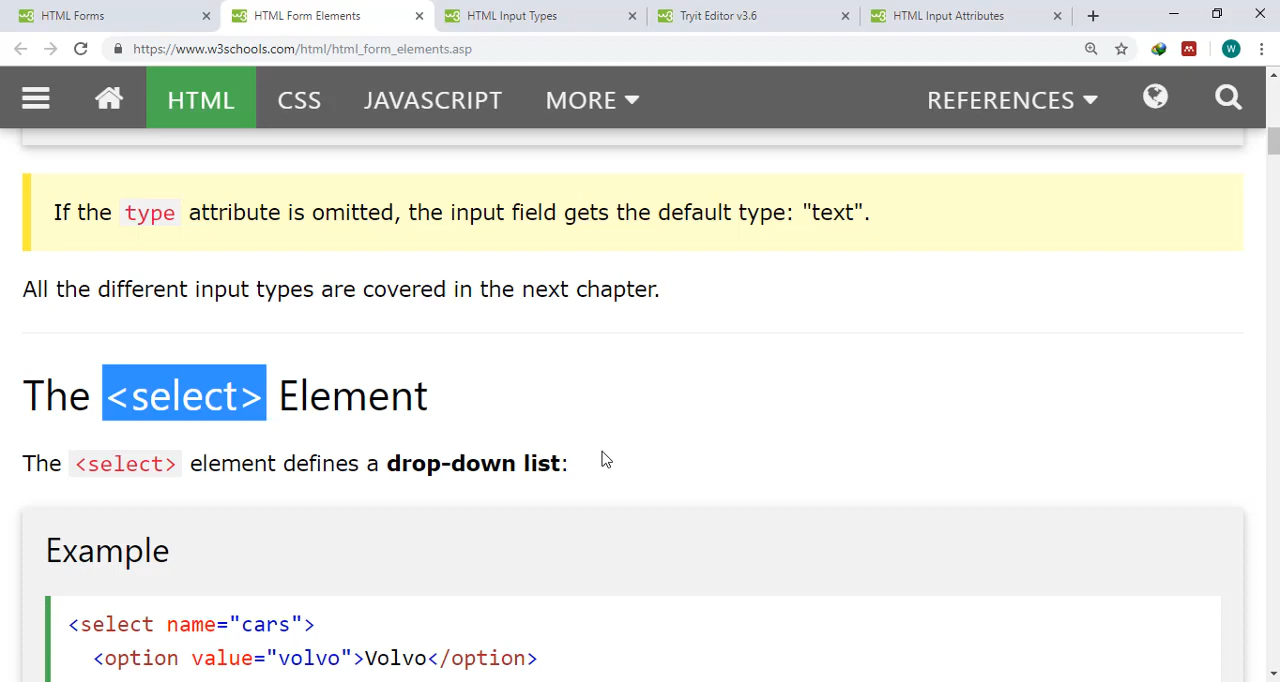 HTML Forms
HTML Form Elements
HTML Input Types
Tryit Editor v3.6
HTML Input Attributes
https://www.w3schools.com/html/html_form_elements.asp
W
HTML CSS JAVASCRIPT MORE REFERENCES
If the type attribute is omitted, the input field gets the default type: "text".
All the different input types are covered in the next chapter.
The <select> Element
The <select> element defines a drop-down list:
Example
<select name="cars">
<option value="volvo">Volvo</option>